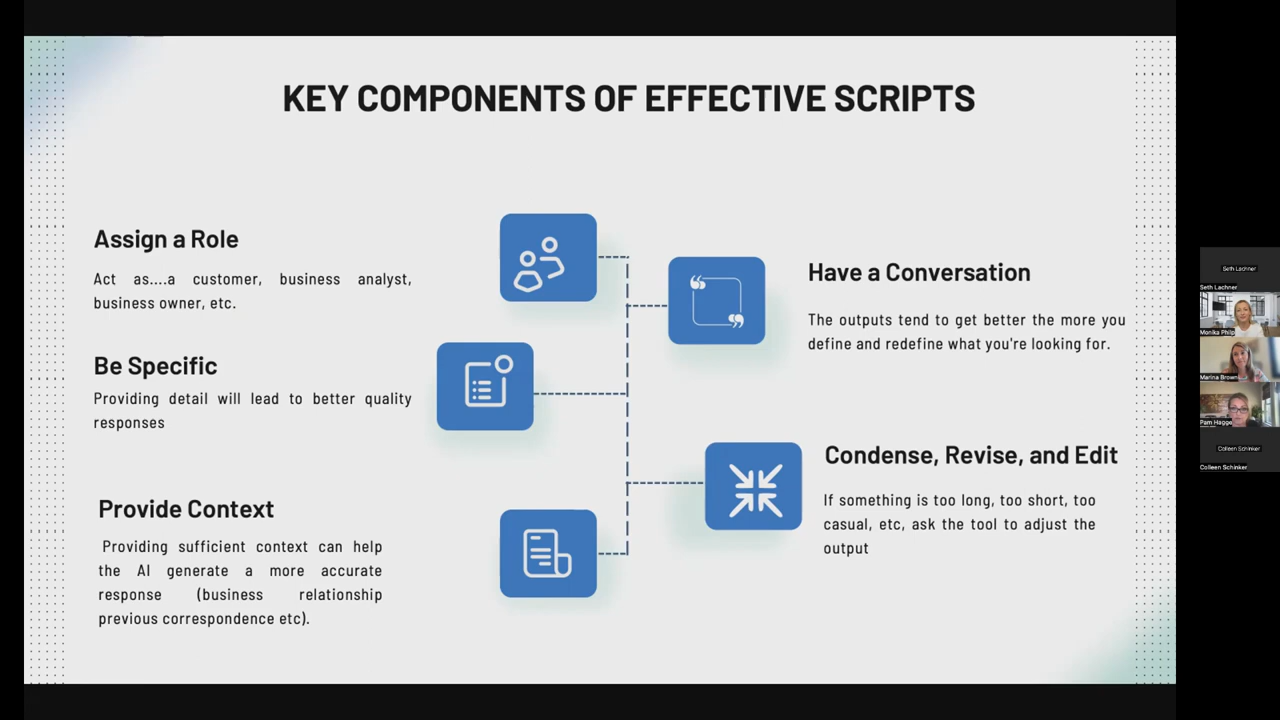 KEY COMPONENTS OF EFFECTIVE SCRIPTS
Assign a Role
Act as....a customer, business analyst,
business owner, etc.
Be Specific
Providing detail will lead to better quality
responses
Provide Context
Providing sufficient context can help
the AI generate a more accurate
response (business relationship
previous correspondence etc).
Have a Conversation
The outputs tend to get better the more you
define and redefine what you're looking for.
Condense, Revise, and Edit
If something is too long, too short, too
casual, etc, ask the tool to adjust the
output
Seth Lachner
Seth Lachner
Monika Philp
Marina Brown
Pam Hagge
Colleen Schinker
Colleen Schinker